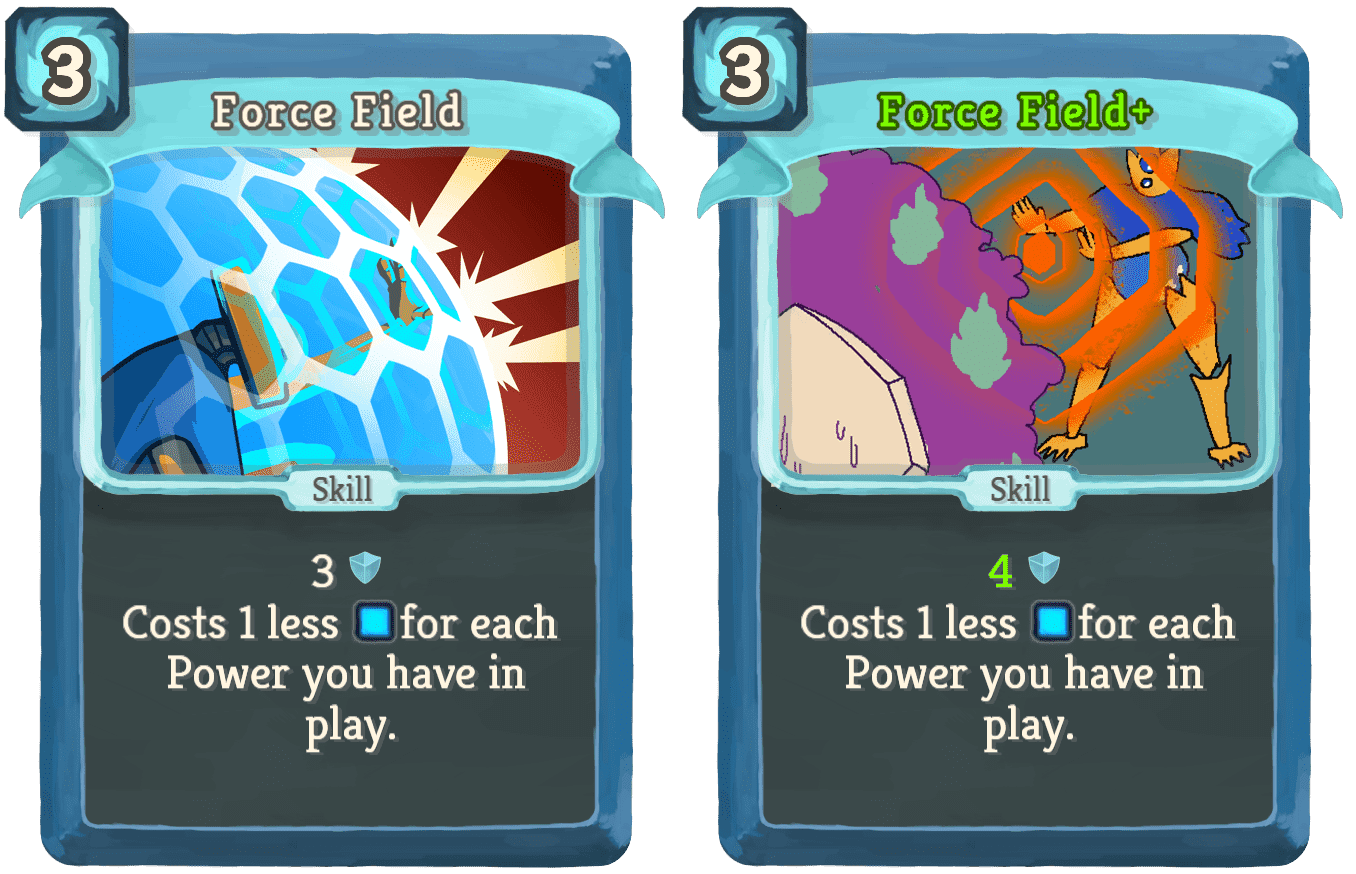 3
Force Field
Skill
3
Costs 1 less for each
Power you have in
play.
3
Force Field+
Skill
4
Costs 1 less for each
Power you have in
play.